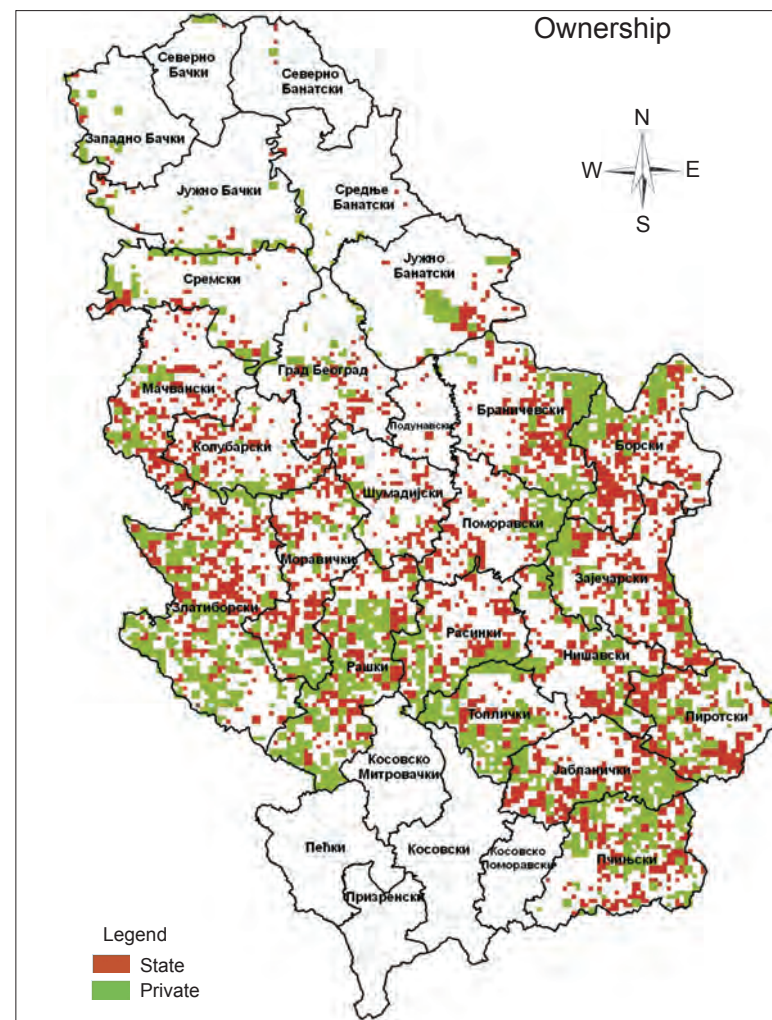 Ownership
N
W E
S
Северно
Бачки
Северно
Банатски
Западно Бачки
Јужно Бачки
Средње
Банатски
Јужно
Банатски
Сремски
Град Београд
Мачвански
Подунавски
Браничевски
Борски
Колубарски
Шумадијски
Поморавски
Моравички
Зајечарски
Златиборски
Расинки
Нишавски
Рашки
Топлички
Пиротски
Јабланички
Косовско
Митровачки
Пећки
Косовски
Косовско
Поморавски
Пчињски
Призренски
Legend
State
Private